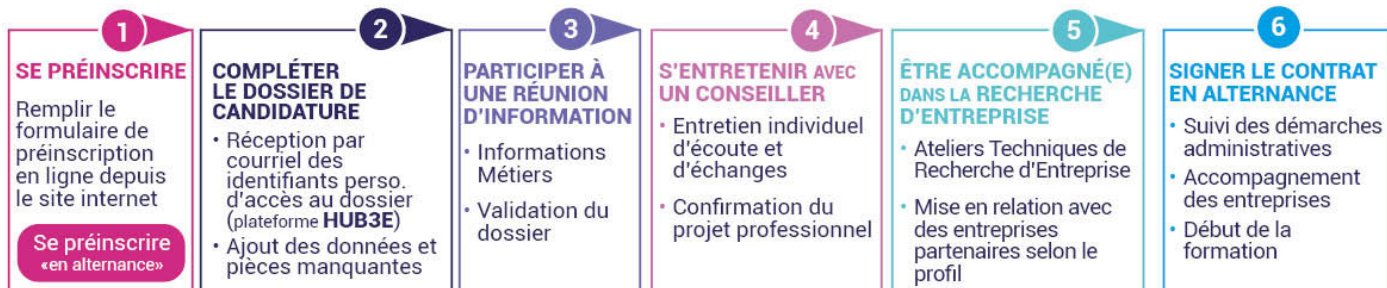 1
SE PRÉINSCRIRE
Remplir le
formulaire de
préinscription
en ligne depuis
le site internet
Se préinscrire
«en alternance»
2
COMPLÉTER
LE DOSSIER DE
CANDIDATURE
• Réception par
courriel des
identifiants perso.
d'accès au dossier
(plateforme HUB3E)
• Ajout des données et
pièces manquantes
3
PARTICIPER À
UNE RÉUNION
D'INFORMATION
• Informations
Métiers
• Validation du
dossier
4
S'ENTRETENIR AVEC
UN CONSEILLER
• Entretien individuel
d'écoute et
d'échanges
• Confirmation du
projet professionnel
5
ÊTRE ACCOMPAGNÉ(E)
DANS LA RECHERCHE
D'ENTREPRISE
• Ateliers Techniques de
Recherche d'Entreprise
• Mise en relation avec
des entreprises
partenaires selon le
profil
6
SIGNER LE CONTRAT
EN ALTERNANCE
• Suivi des démarches
administratives
• Accompagnement
des entreprises
• Début de la
formation